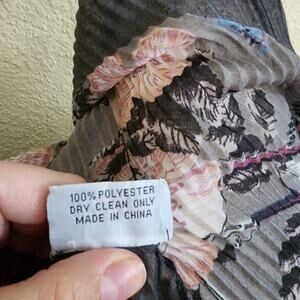 100% POLYESTER
DRY CLEAN ONLY
MADE IN CHINA